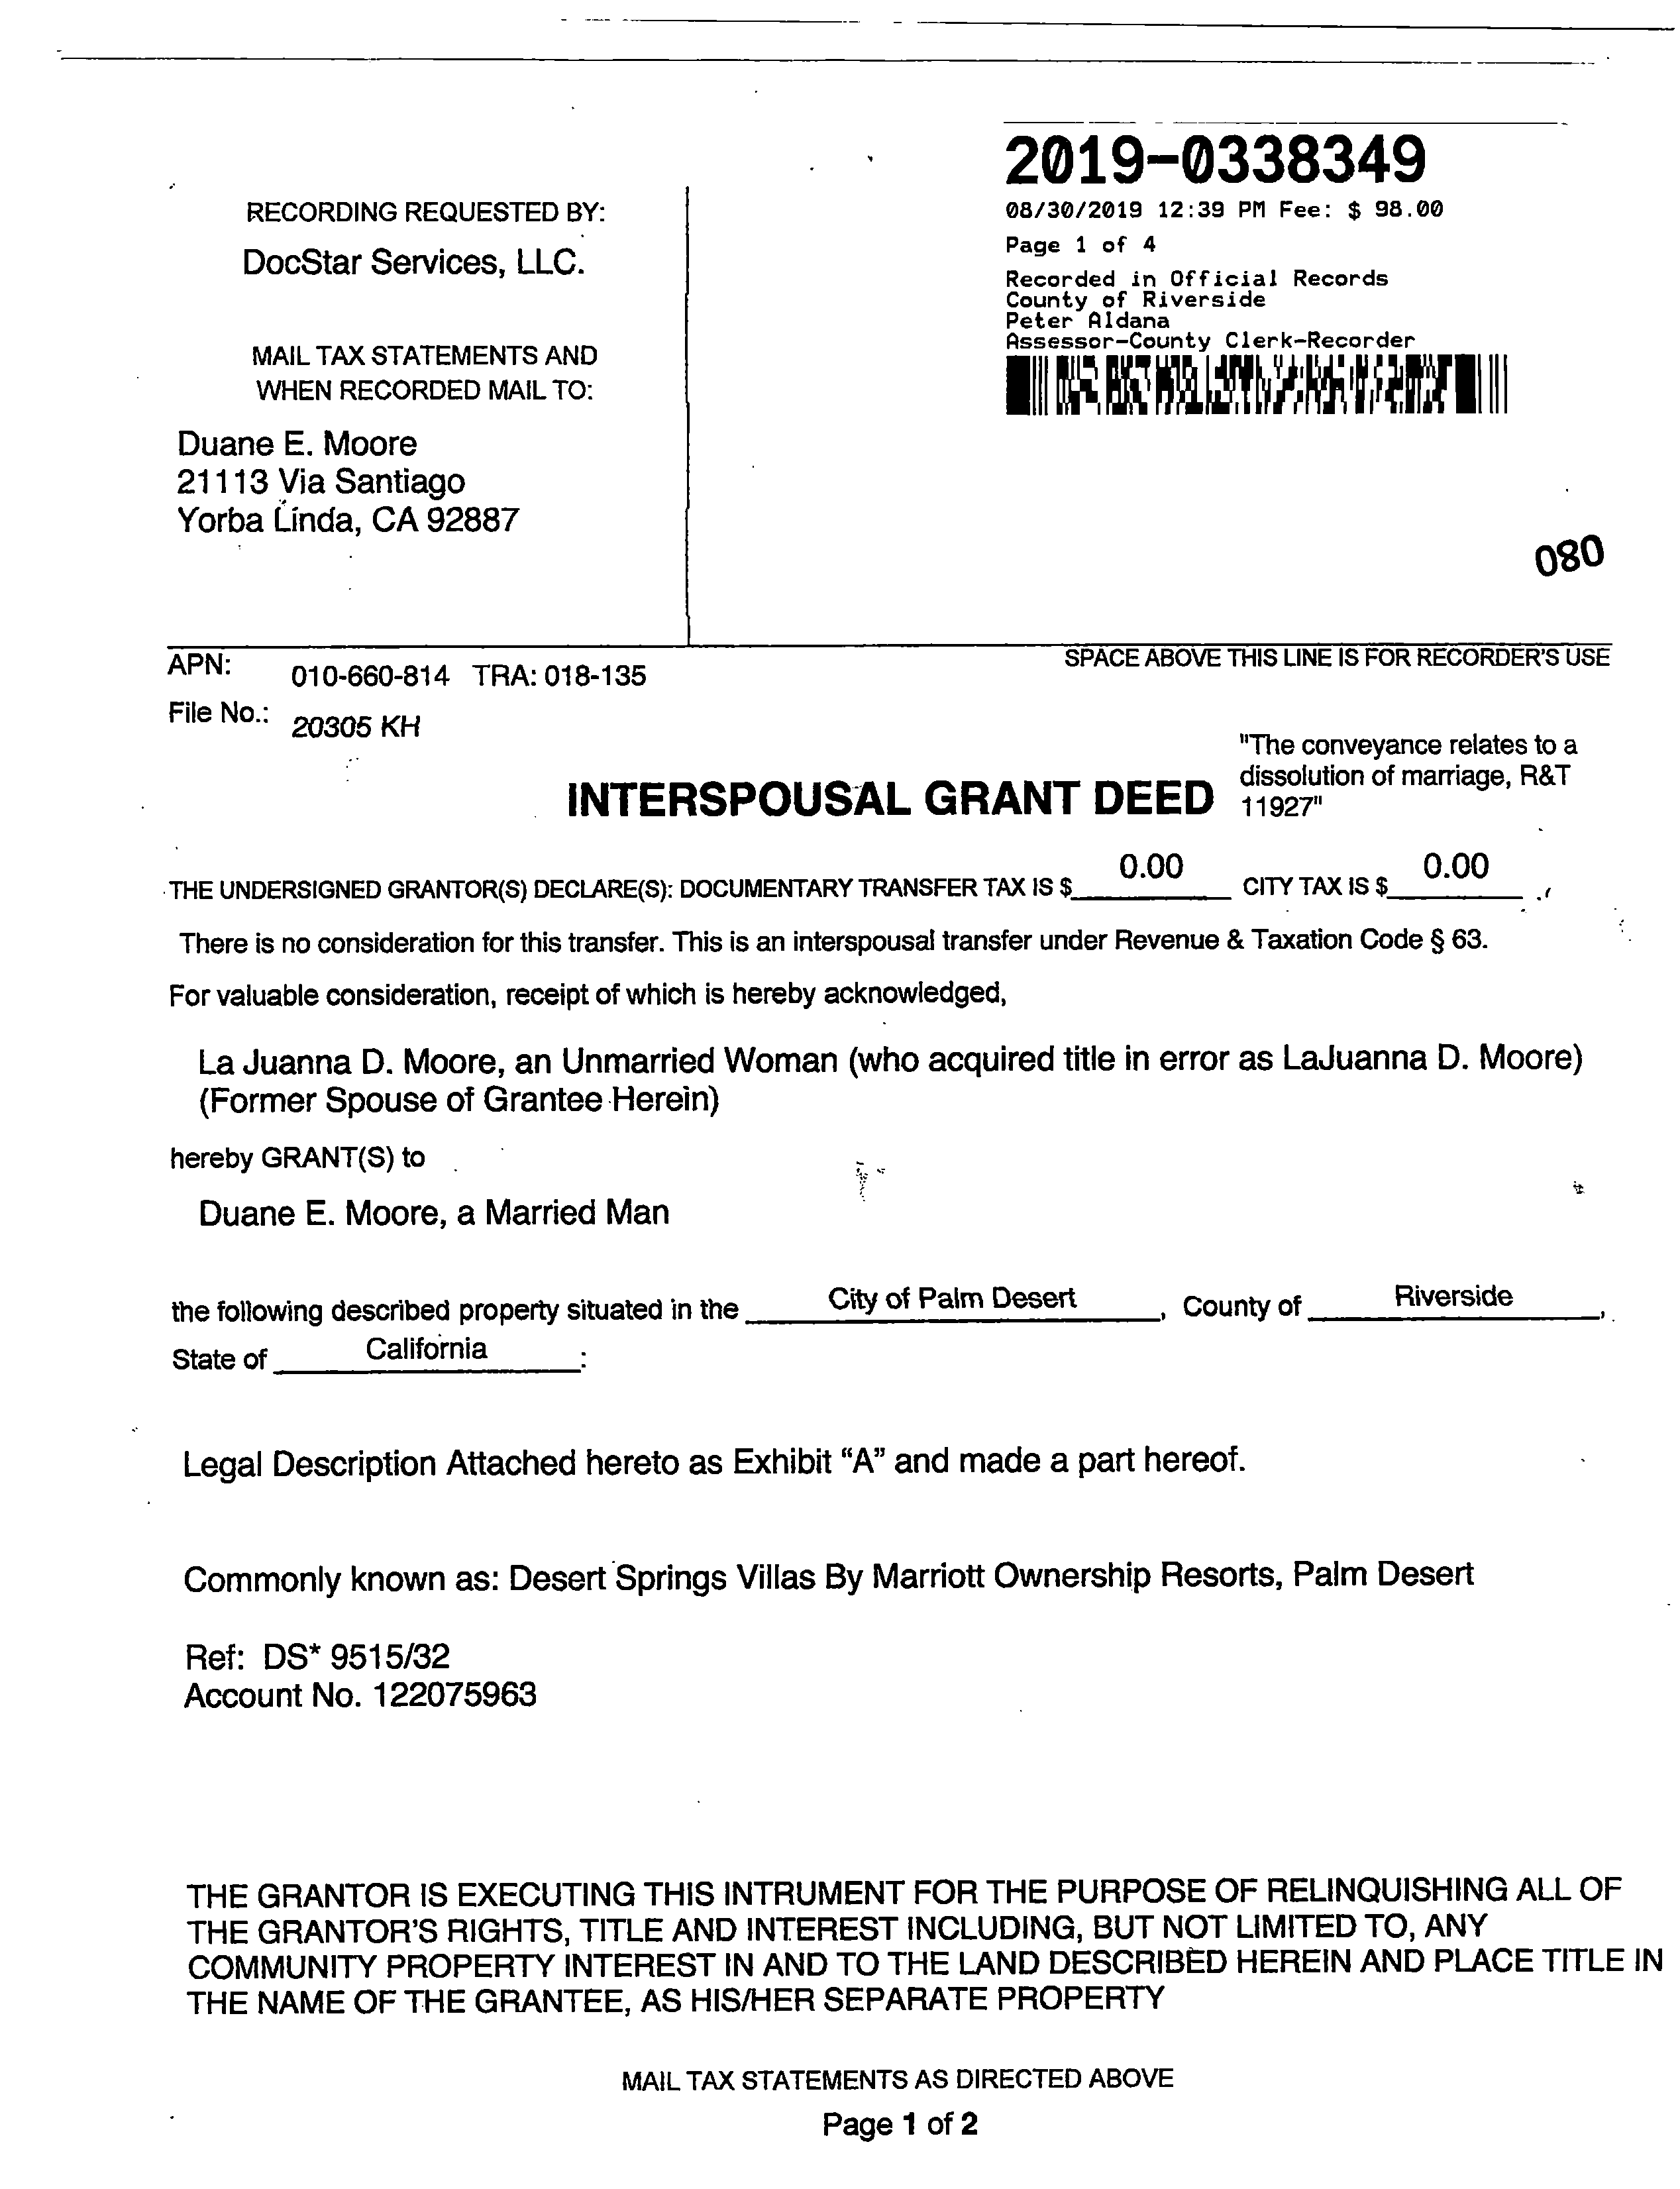 RECORDING REQUESTED BY:
DocStar Services, LLC.
MAIL TAX STATEMENTS AND
WHEN RECORDED MAIL TO:
Duane E. Moore
21113 Via Santiago
Yorba Linda, CA 92887
2019-0338349
08/30/2019 12:39 PM Fee: $ 98.00
Page 1 of 4
Recorded in Official Records
County of Riverside
Peter Aldana
Assessor-County Clerk-Recorder
080
SPACE ABOVE THIS LINE IS FOR RECORDER'S USE
APN: 010-660-814 TRA: 018-135
File No.: 20305 KH
INTERSPOUSAL GRANT DEED
"The conveyance relates to a
dissolution of marriage, R&T
11927"
THE UNDERSIGNED GRANTOR(S) DECLARE(S): DOCUMENTARY TRANSFER TAX IS $ 0.00 CITY TAX IS $ 0.00 ,
There is no consideration for this transfer. This is an interspousal transfer under Revenue & Taxation Code § 63.
For valuable consideration, receipt of which is hereby acknowledged,
La Juanna D. Moore, an Unmarried Woman (who acquired title in error as LaJuanna D. Moore)
(Former Spouse of Grantee Herein)
hereby GRANT(S) to
Duane E. Moore, a Married Man
the following described property situated in the City of Palm Desert, County of Riverside,
State of California:
Legal Description Attached hereto as Exhibit “A” and made a part hereof.
Commonly known as: Desert Springs Villas By Marriott Ownership Resorts, Palm Desert
Ref: DS* 9515/32
Account No. 122075963
THE GRANTOR IS EXECUTING THIS INTRUMENT FOR THE PURPOSE OF RELINQUISHING ALL OF
THE GRANTOR'S RIGHTS, TITLE AND INTEREST INCLUDING, BUT NOT LIMITED TO, ANY
COMMUNITY PROPERTY INTEREST IN AND TO THE LAND DESCRIBED HEREIN AND PLACE TITLE IN
THE NAME OF THE GRANTEE, AS HIS/HER SEPARATE PROPERTY
MAIL TAX STATEMENTS AS DIRECTED ABOVE
Page 1 of 2